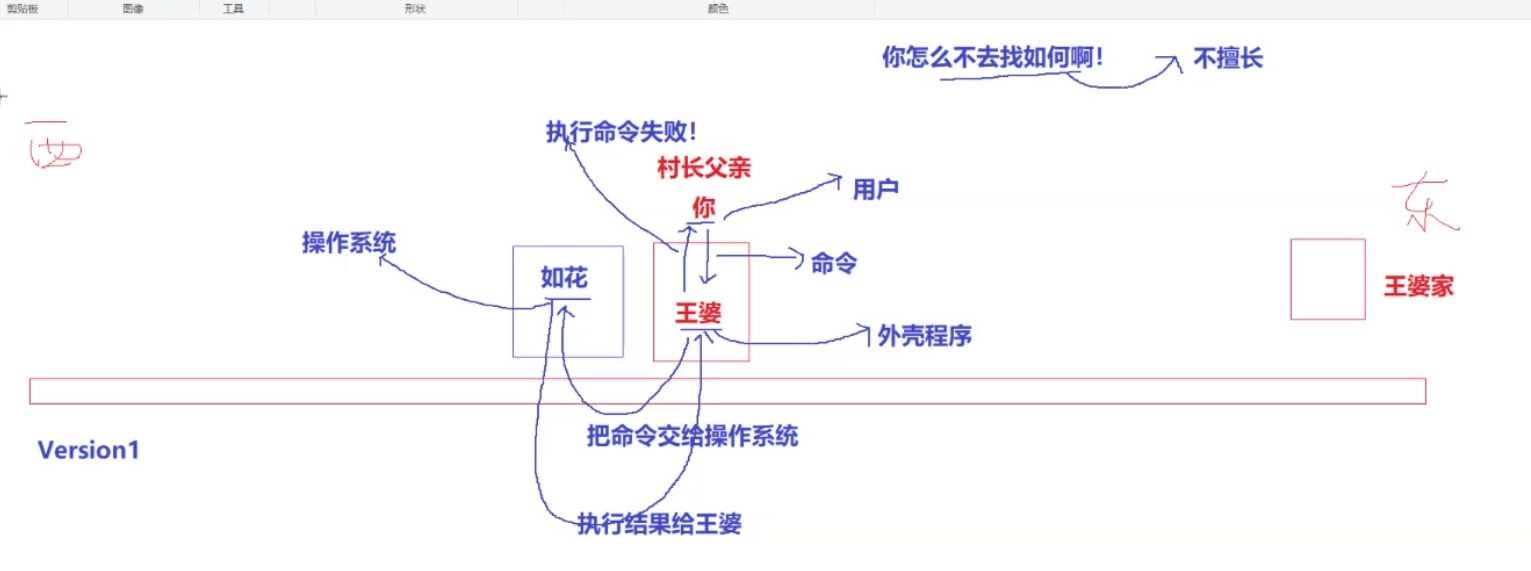 剪贴板 图像 工具 形状 颜色
你怎么不去找如何啊! 不擅长
西
执行命令失败!
村长父亲
用户
你
东
操作系统
命令
如花
王婆家
王婆
外壳程序
把命令交给操作系统
Version1
执行结果给王婆